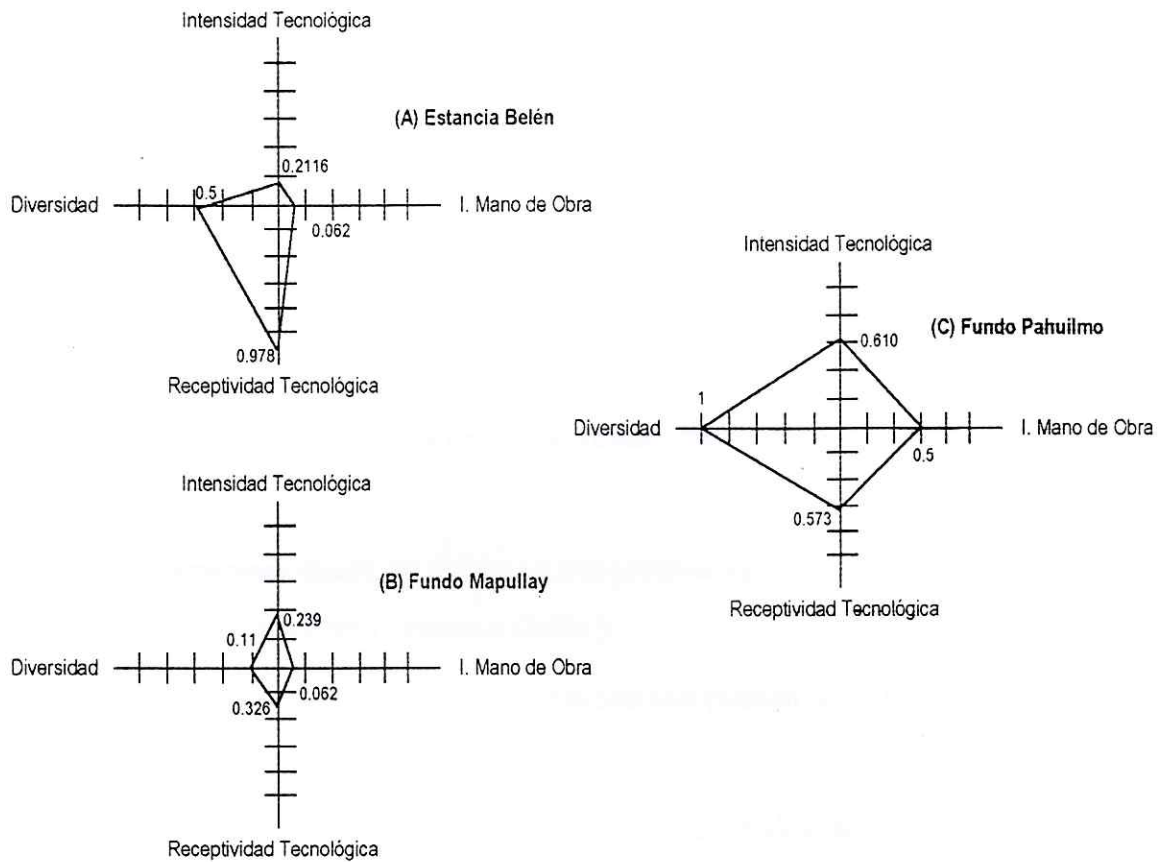 Intensidad Tecnológica
(A) Estancia Belén
0.2116
0.5
Diversidad
I. Mano de Obra
0.062
0.978
Receptividad Tecnológica
Intensidad Tecnológica
(B) Fundo Mapullay
0.239
0.11
Diversidad
I. Mano de Obra
0.062
0.326
Receptividad Tecnológica
Intensidad Tecnológica
(C) Fundo Pahuilmo
0.610
1
Diversidad
I. Mano de Obra
0.5
0.573
Receptividad Tecnológica